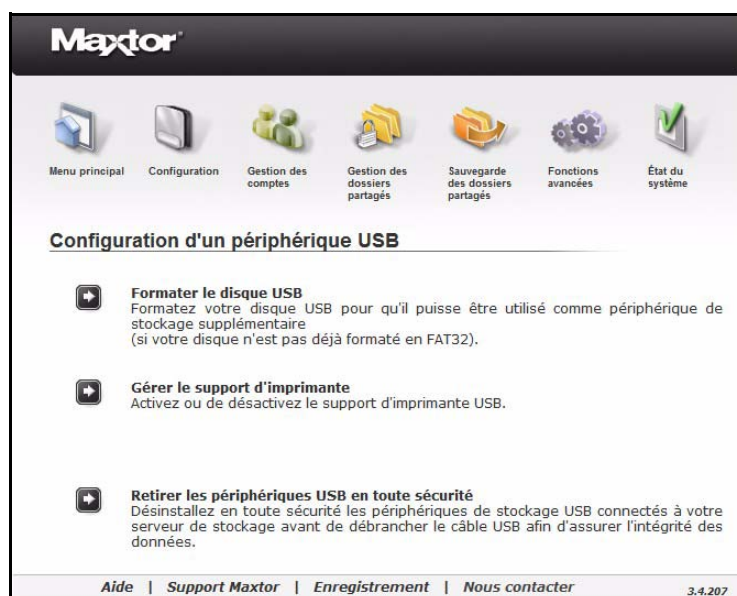 Maxtor
Menu principal
Configuration
Gestion des
comptes
Gestion des
dossiers
partagés
Sauvegarde
des dossiers
partagés
Fonctions
avancées
État du
système
Configuration d'un périphérique USB
Formater le disque USB
Formatez votre disque USB pour qu'il puisse être utilisé comme périphérique de
stockage supplémentaire
(si votre disque n'est pas déjà formaté en FAT32).
Gérer le support d'imprimante
Activez ou de désactivez le support d'imprimante USB.
Retirer les périphériques USB en toute sécurité
Désinstallez en toute sécurité les périphériques de stockage USB connectés à votre
serveur de stockage avant de débrancher le câble USB afin d'assurer l'intégrité des
données.
Aide | Support Maxtor | Enregistrement | Nous contacter
3.4.207